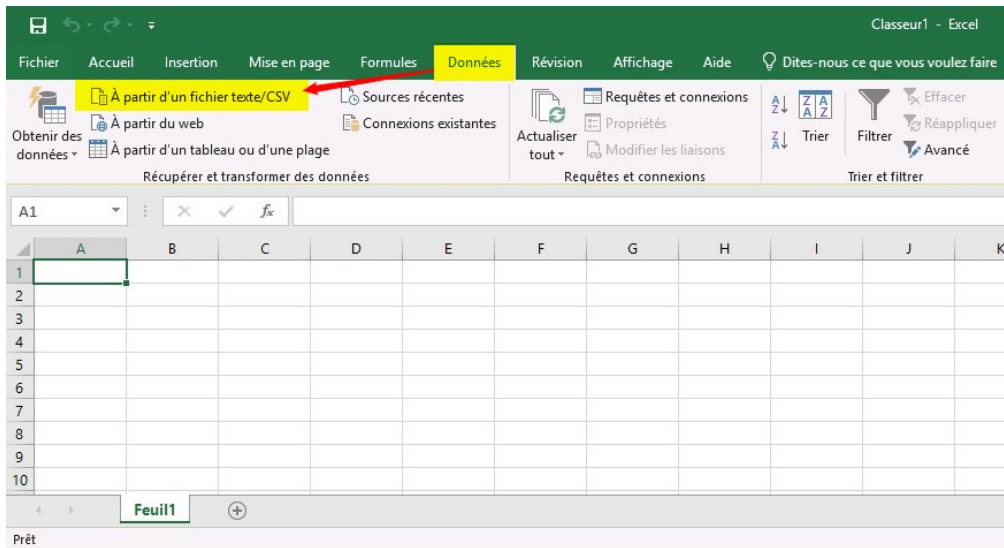 Classeur1 - Excel
Fichier Accueil Insertion Mise en page Formules Données Révision Affichage Aide Dites-nous ce que vous voulez faire
Obtenir des données
À partir d'un fichier texte/CSV
À partir du web
À partir d'un tableau ou d'une plage
Sources récentes
Connexions existantes
Récupérer et transformer des données
Actualiser tout
Requêtes et connexions
Propriétés
Modifier les liaisons
Requêtes et connexions
Trier
Filtrer
Effacer
Réappliquer
Avancé
Trier et filtrer
A1 fx
A B C D E F G H I J K
1
2
3
4
5
6
7
8
9
10
Feuil1
Prêt